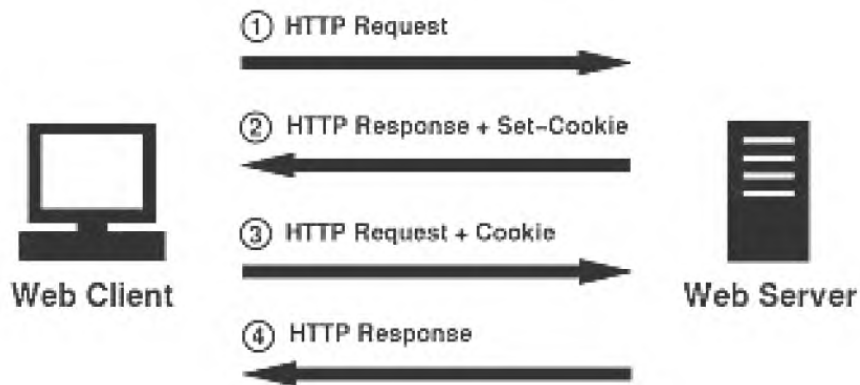 ① HTTP Request
② HTTP Response + Set-Cookie
③ HTTP Request + Cookie
Web Client
Web Server
④ HTTP Response